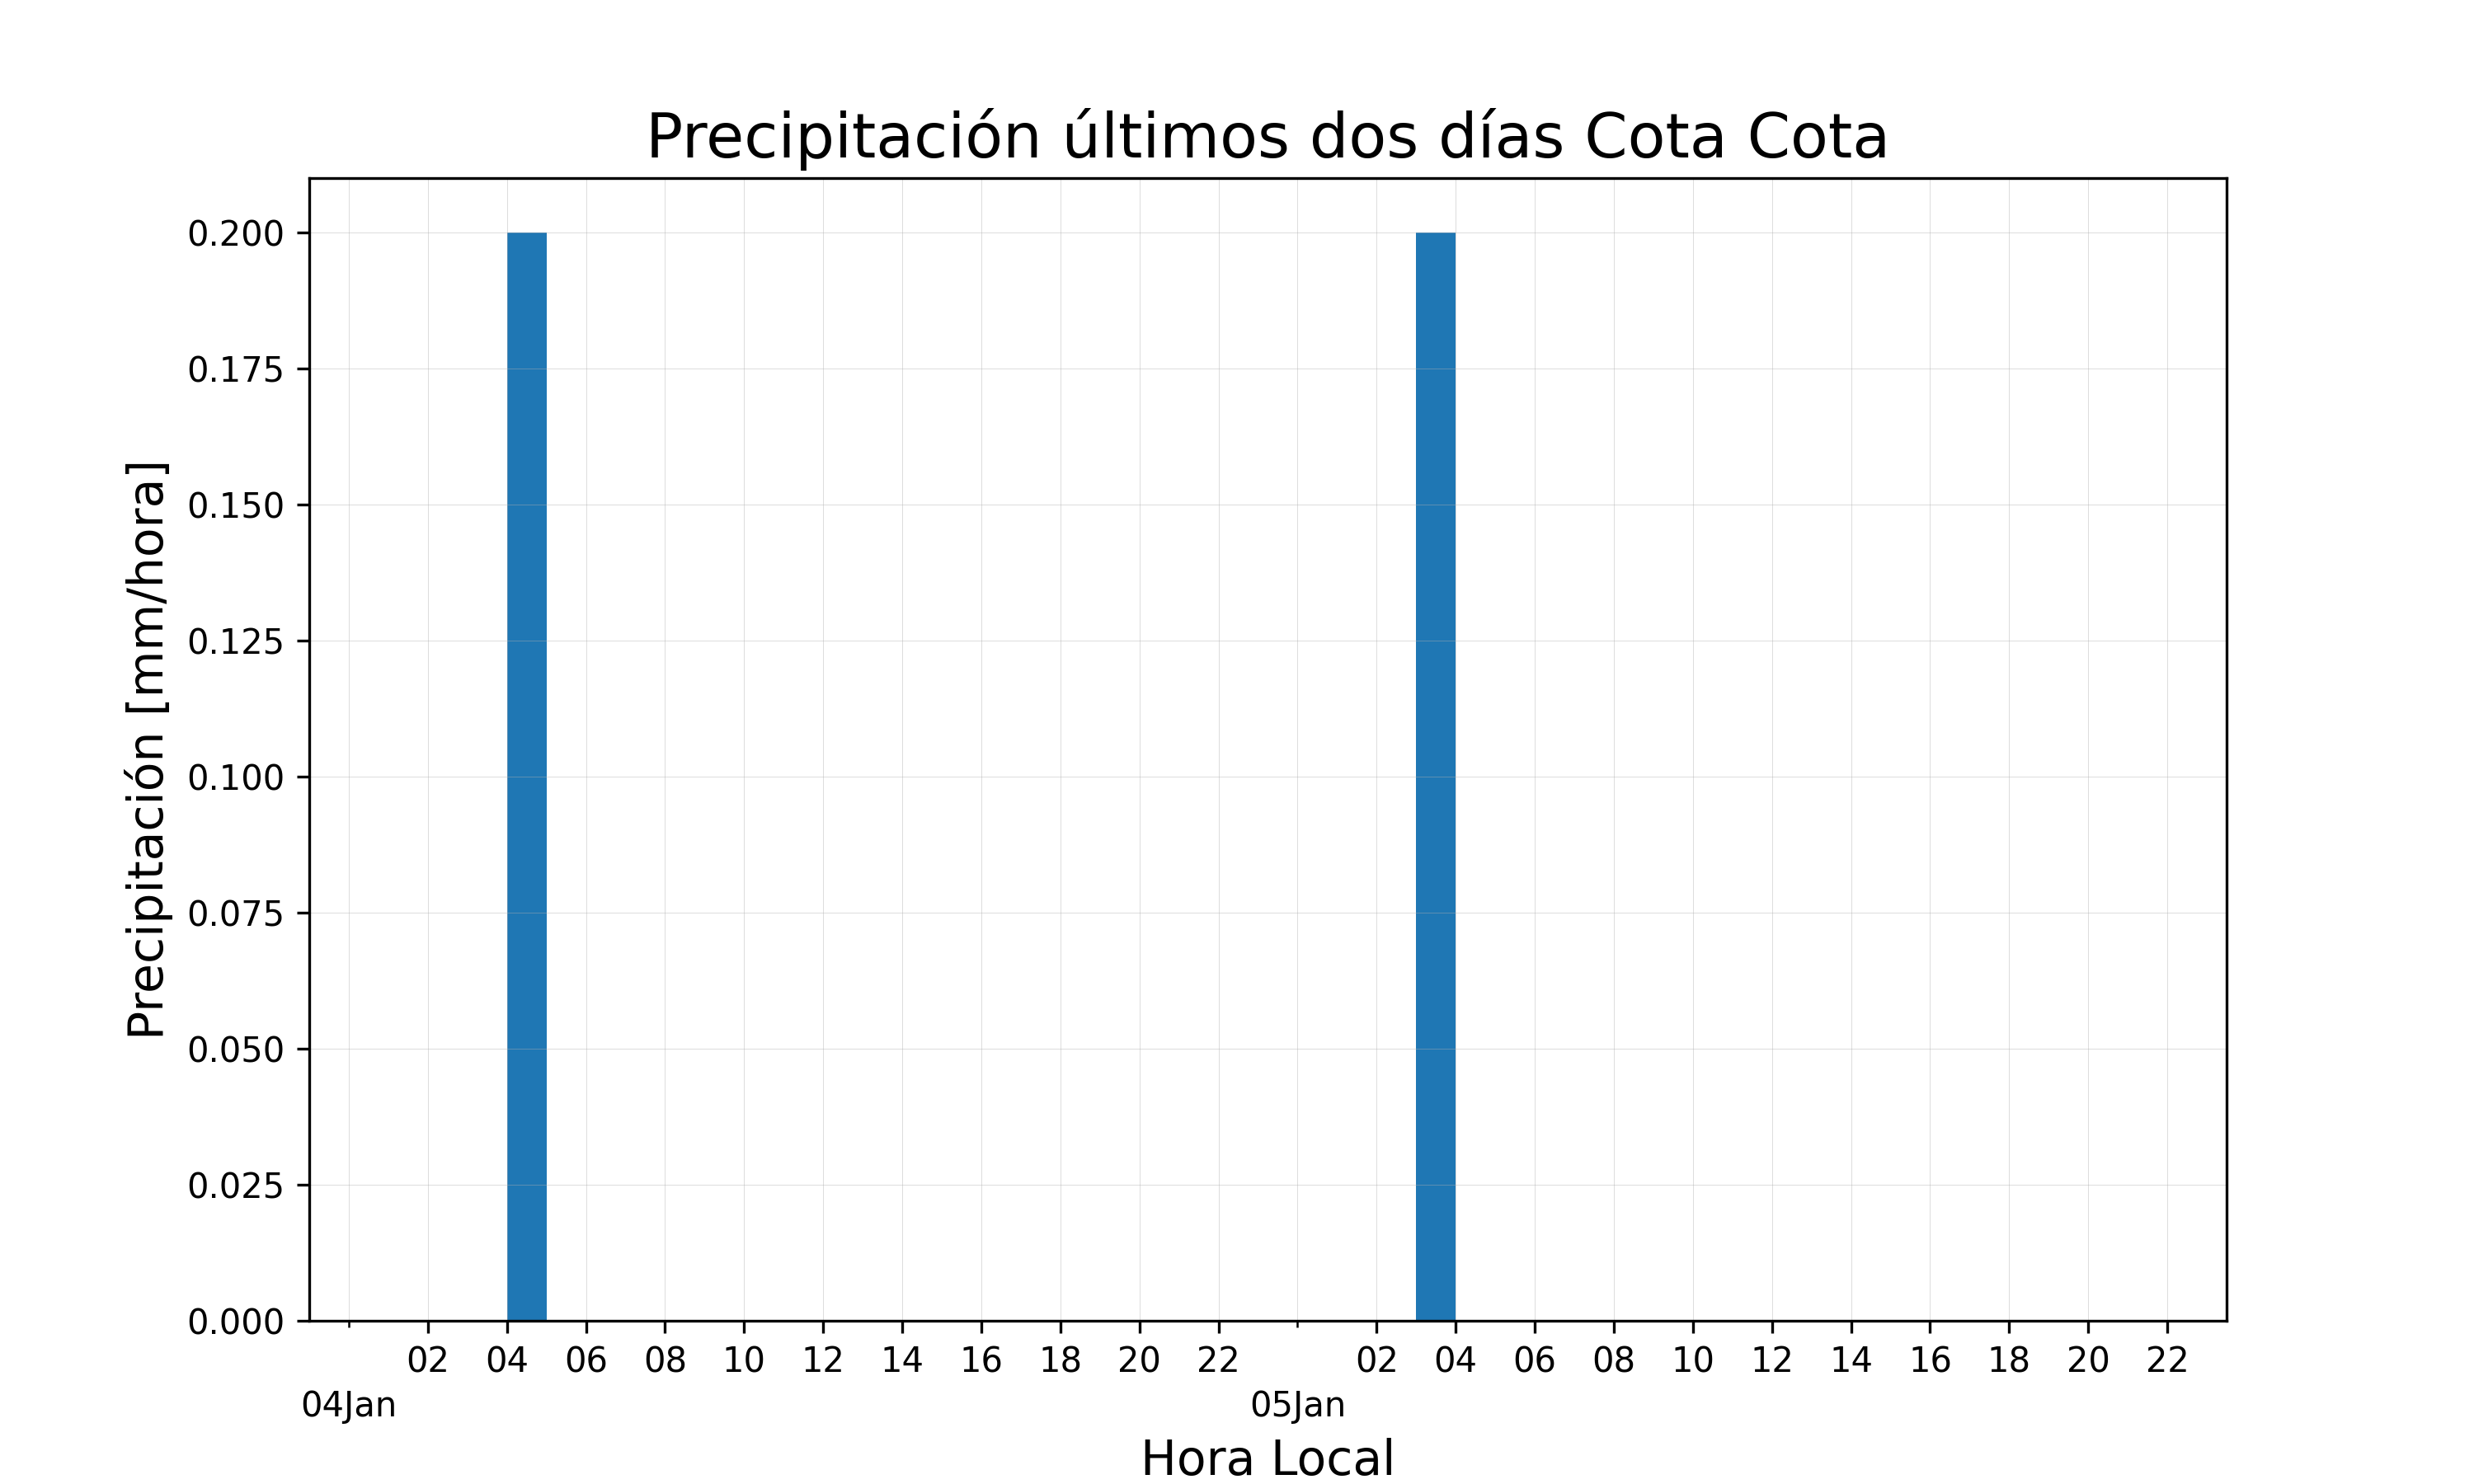 Precipitación últimos dos días Cota Cota
Precipitación [mm/hora]
0.200
0.175
0.150
0.125
0.100
0.075
0.050
0.025
0.000
02 04 06 08 10 12 14 16 18 20 22 02 04 06 08 10 12 14 16 18 20 22
04Jan 05Jan
Hora Local